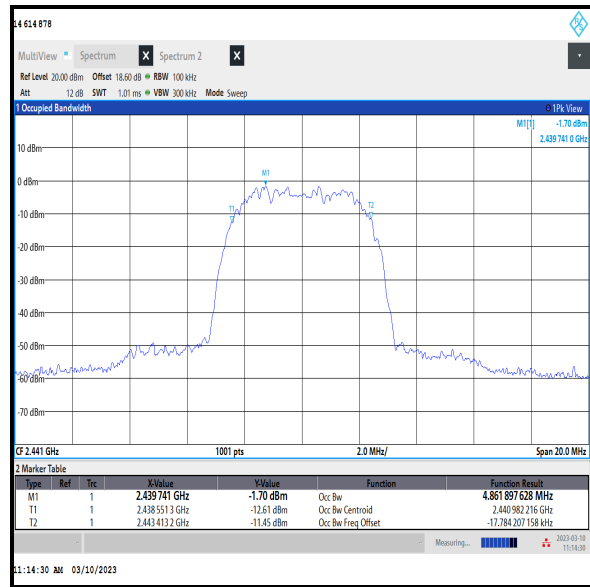 14 614 878
R S
MultiView Spectrum X Spectrum 2 X
Ref Level 20.00 dBm Offset 18.60 dB RBW 100 kHz
Att 12 dB SWT 1.01 ms VBW 300 kHz Mode Sweep
1 Occupied Bandwidth 1Pk View
M1[1] -1.70 dBm
2.439 741 0 GHz
10 dBm
M1
0 dBm
T1
T2
-10 dBm
-20 dBm
-30 dBm
-40 dBm
-50 dBm
-60 dBm
-70 dBm
CF 2.441 GHz 1001 pts 2.0 MHz/ Span 20.0 MHz
2 Marker Table
Type Ref Trc X-Value Y-Value Function Function Result
M1 1 2.439 741 GHz -1.70 dBm Occ Bw 4.861 897 628 MHz
T1 1 2.438 551 3 GHz -12.61 dBm Occ Bw Centroid 2.440 982 216 GHz
T2 1 2.443 413 2 GHz -11.45 dBm Occ Bw Freq Offset -17.784 207 158 kHz
Measuring... 2023-03-10
11:14:30
11:14:30 AM 03/10/2023